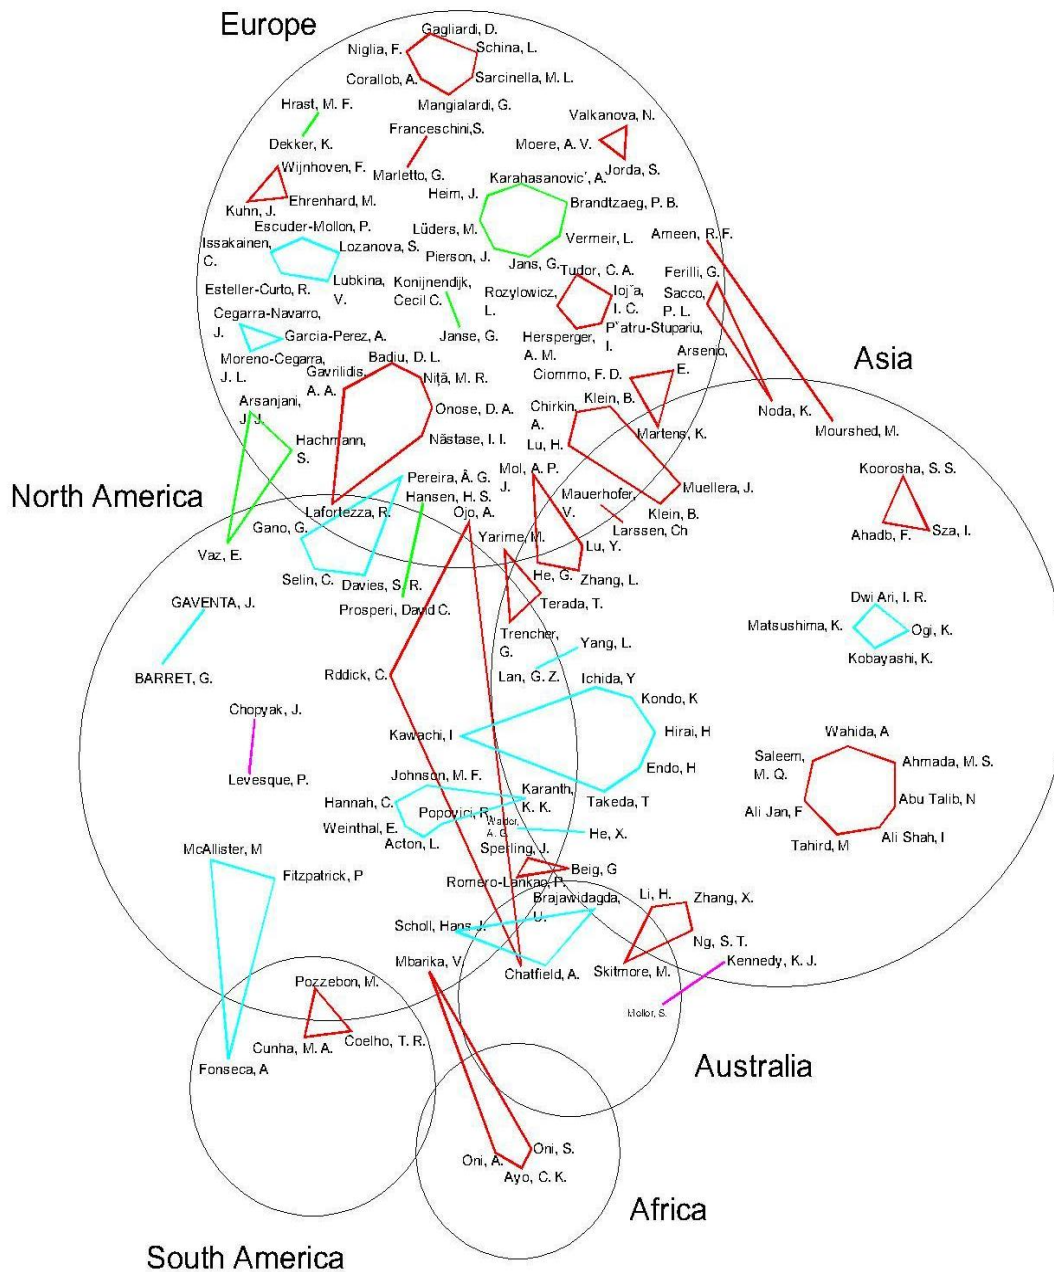 Europe
Gagliardi, D.
Niglia, F.
Schina, L.
Corallob, A.
Sarcinella, M. L.
Mangialardi, G.
Hrast, M. F.
Dekker, K.
Franceschini,S.
Marletto, G.
Valkanova, N.
Moere, A. V.
Jorda, S.
Wijnhoven, F.
Ehrenhard, M.
Kuhn, J.
Karahasanovic´, A.
Heim, J.
Brandtzaeg, P. B.
Lüders, M.
Vermeir, L.
Pierson, J.
Jans, G.
Escuder-Mollon, P.
Issakainen,
C.
Lozanova, S.
Esteller-Curto, R.
Lubkina,
V.
Konijnendijk,
Cecil C.
Janse, G.
Tudor, C. A.
Rozylowicz,
L.
Ioj˘a,
I. C.
Hersperger,
A. M.
P˘atru-Stupariu,
I.
Ameen, R. F.
Ferilli, G.
Sacco,
P. L.
Asia
Cegarra-Navarro,
J.
Garcia-Perez, A.
Moreno-Cegarra,
J. L.
Badiu, D. L.
Gavrilidis,
A. A.
Niță, M. R.
Onose, D. A.
Năstase, I. I.
Lafortezza, R.
Arsenio,
E.
Ciommo, F. D.
Martens, K.
Klein, B.
Chirkin,
A.
Lu, H.
Muellera, J.
Klein, B.
Noda, K.
Mourshed, M.
Arsanjani,
J. J.
Hachmann,
S.
Vaz, E.
North America
Pereira, Â. G.
Gano, G.
Selin, C.
Davies, S. R.
Hansen, H. S.
Prosperi, David C.
Ojo, A.
Mol, A. P.
J.
Mauerhofer,
V.
Larssen, Ch
Lu, Y.
He, G.
Zhang, L.
Yarime, M.
Terada, T.
Trencher,
G.
Koorosha, S. S.
Ahadb, F.
Sza, I.
Dwi Ari, I. R.
Matsushima, K.
Ogi, K.
Kobayashi, K.
GAVENTA, J.
BARRET, G.
Chopyak, J.
Levesque, P.
Rddick, C.
Yang, L.
Lan, G. Z.
Ichida, Y
Kondo, K
Hirai, H
Kawachi, I
Endo, H
Takeda, T
Wahida, A
Saleem,
M. Q.
Ahmada, M. S.
Abu Talib, N
Ali Jan, F
Ali Shah, I
Tahird, M
Johnson, M. F.
Hannah, C.
Karanth,
K. K.
Popovici, R.
Weinthal, E.
Acton, L.
He, X.
Sperling, J.
Beig, G
Romero-Lankao, P.
McAllister, M
Fitzpatrick, P
Fonseca, A
Brajawidagda,
U.
Scholl, Hans J.
Chatfield, A.
Li, H.
Zhang, X.
Ng, S. T.
Skitmore, M.
Kennedy, K. J.
Mellor, S.
Mbarika, V.
Pozzebon, M.
Cunha, M. A.
Coelho, T. R.
Australia
Oni, S.
Oni, A.
Ayo, C. K.
Africa
South America